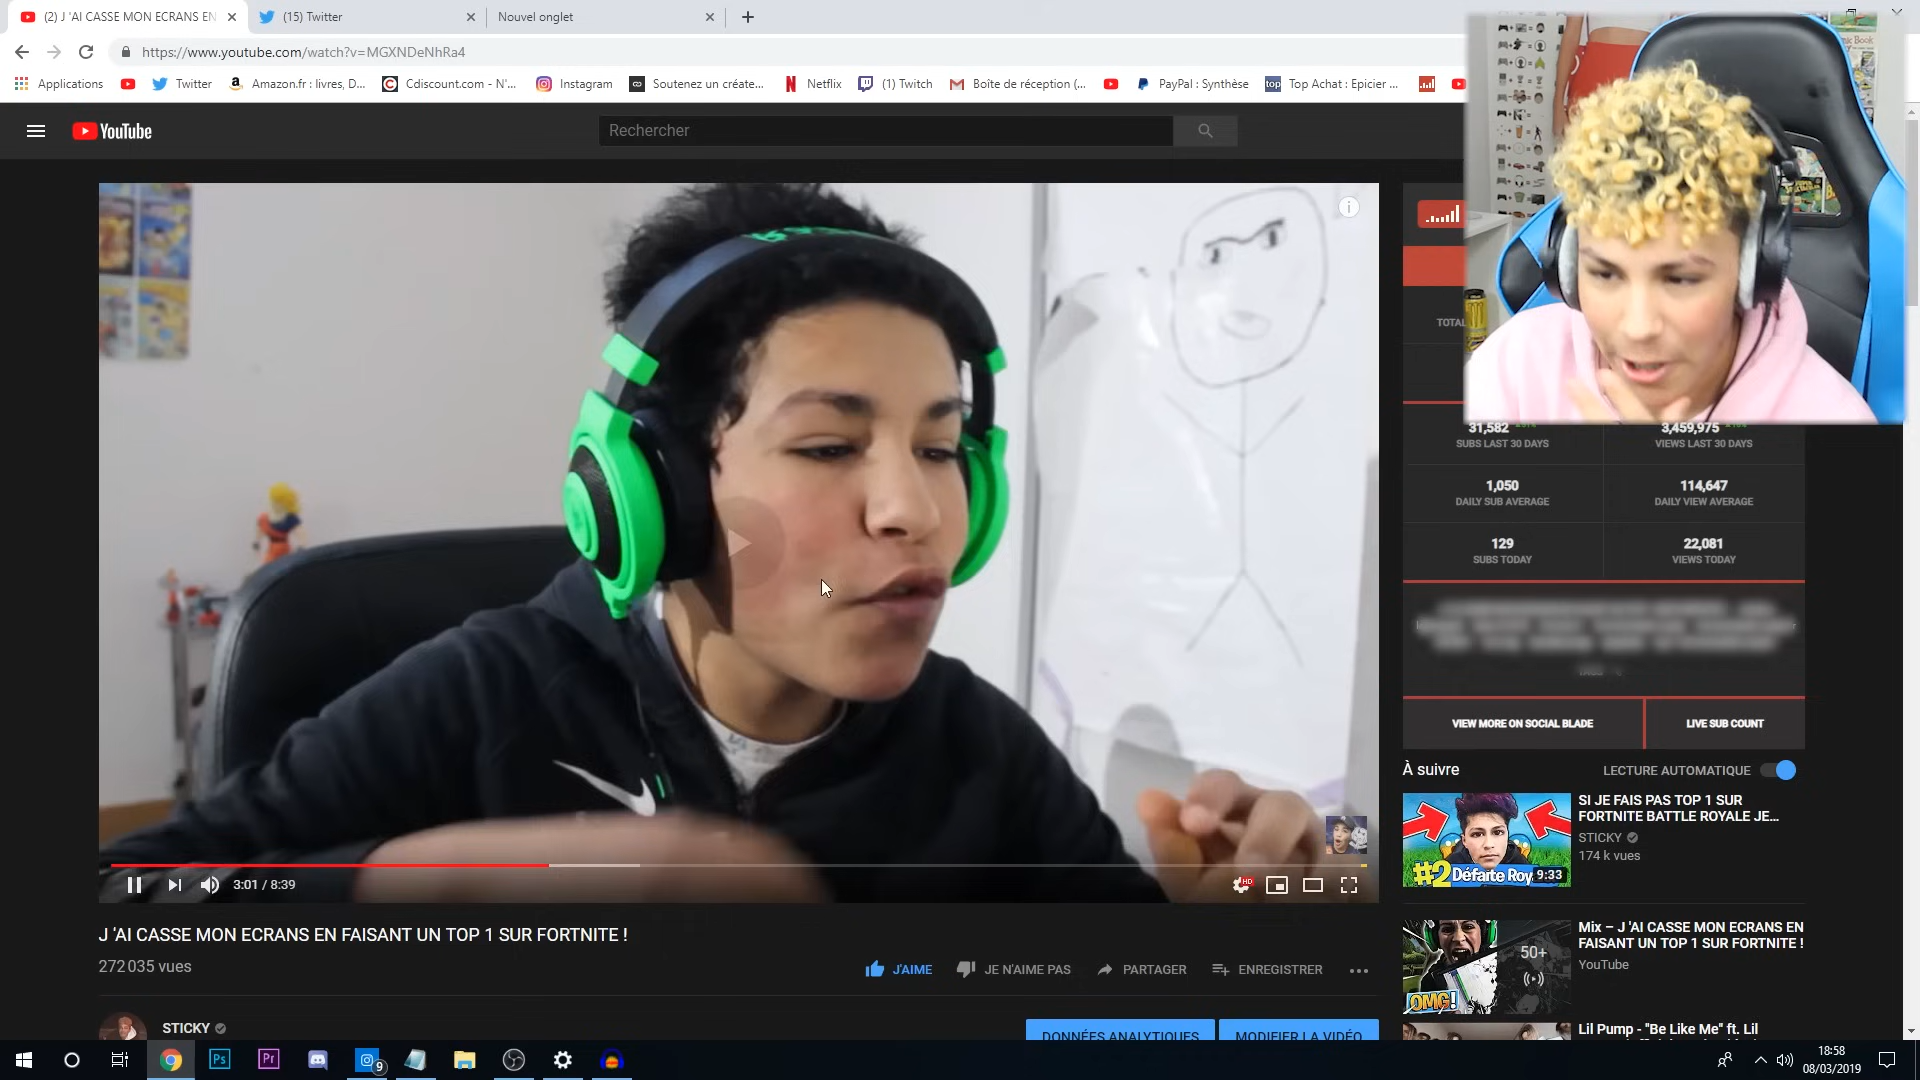 (2) J 'AI CASSE MON ECRANS EN
(15) Twitter
Nouvel onglet
https://www.youtube.com/watch?v=MGXNDeNhRa4
Applications
Twitter
Amazon.fr : livres, D...
Cdiscount.com - N'...
Instagram
Soutenez un créate...
Netflix
(1) Twitch
Boîte de réception (...
PayPal : Synthèse
Top Achat : Epicier ...
YouTube
Rechercher
TOTAL
31,582
SUBS LAST 30 DAYS
3,459,975
VIEWS LAST 30 DAYS
1,050
DAILY SUB AVERAGE
114,647
DAILY VIEW AVERAGE
129
SUBS TODAY
22,081
VIEWS TODAY
VIEW MORE ON SOCIAL BLADE
LIVE SUB COUNT
À suivre
LECTURE AUTOMATIQUE
SI JE FAIS PAS TOP 1 SUR
FORTNITE BATTLE ROYALE JE...
STICKY
174 k vues
#2 Défaite Roy
9:33
3:01 / 8:39
HD
J 'AI CASSE MON ECRANS EN FAISANT UN TOP 1 SUR FORTNITE !
272 035 vues
J'AIME
JE N'AIME PAS
PARTAGER
ENREGISTRER
Mix – J 'AI CASSE MON ECRANS EN
FAISANT UN TOP 1 SUR FORTNITE !
YouTube
50+
OMG!
STICKY
DONNÉES ANALYTIQUES
MODIFIER LA VIDÉO
Lil Pump - "Be Like Me" ft. Lil
Ps
Pr
9
18:58
08/03/2019